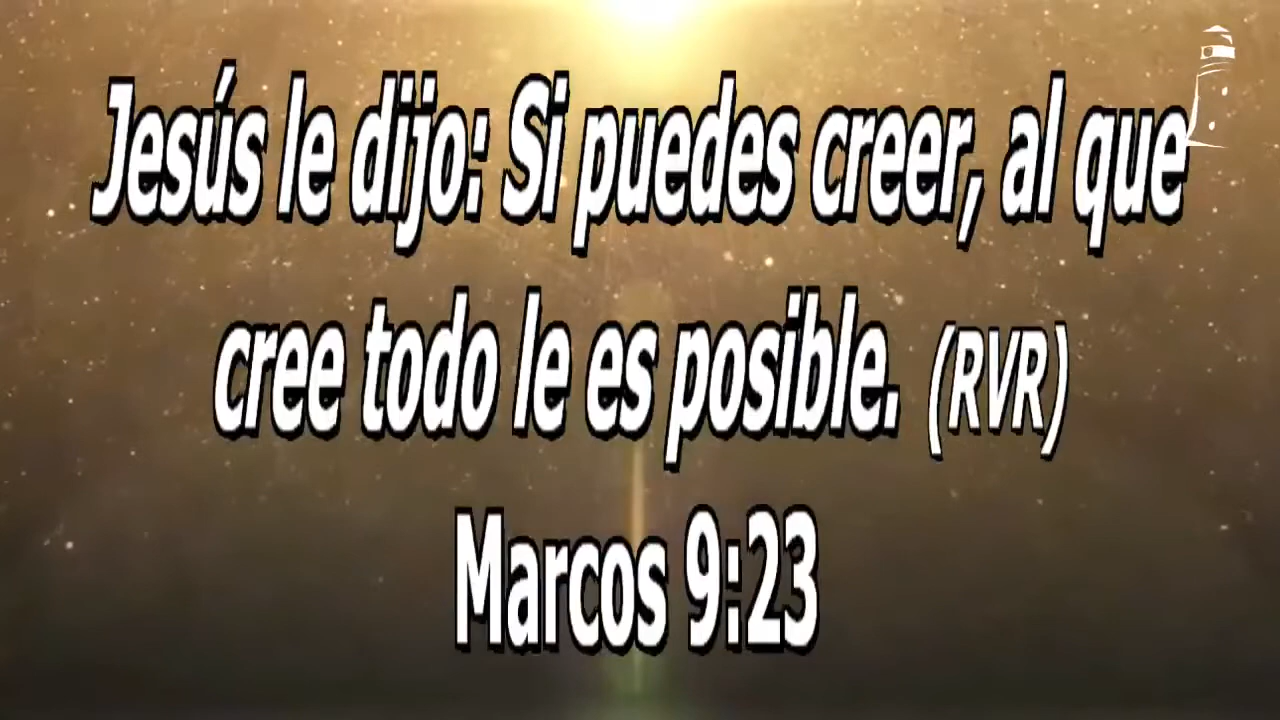 Jesús le dijo: Si puedes creer, al que
cree todo le es posible. (RVR)
Marcos 9:23